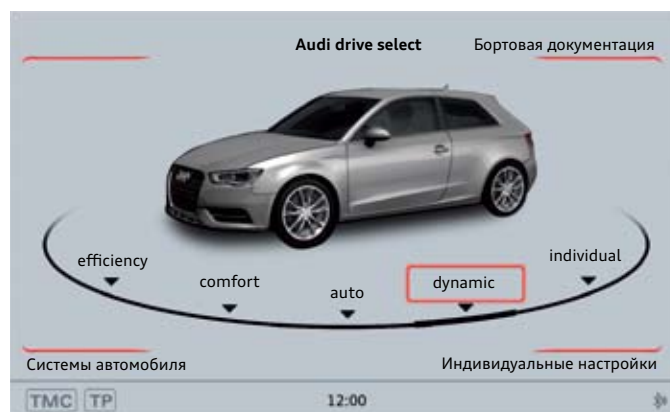 Audi drive select
Бортовая документация
efficiency
comfort
auto
dynamic
individual
Системы автомобиля
Индивидуальные настройки
TMC TP
12:00